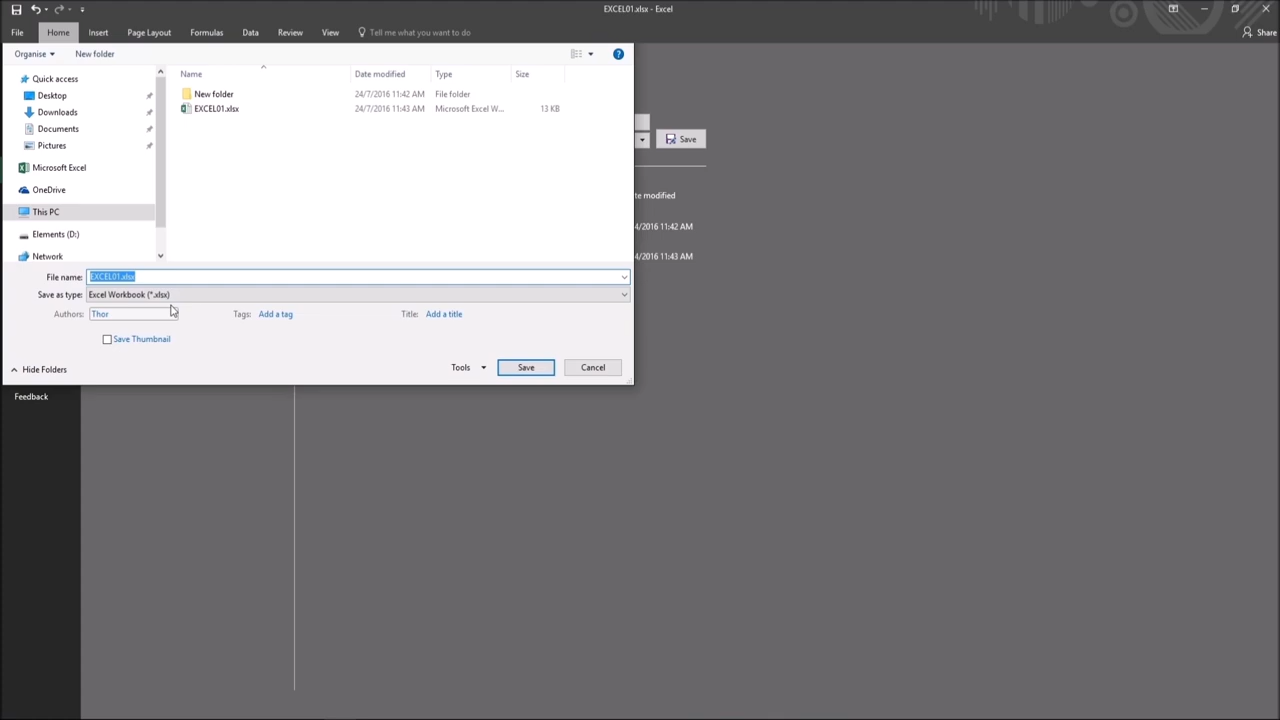 EXCEL01.xlsx - Excel
File Home Insert Page Layout Formulas Data Review View Tell me what you want to do Share
Organise New folder
Name Date modified Type Size
Quick access
New folder 24/7/2016 11:42 AM File folder
Desktop
EXCEL01.xlsx 24/7/2016 11:43 AM Microsoft Excel W... 13 KB
Downloads
Documents
Save
Pictures
Microsoft Excel
OneDrive
te modified
This PC
4/2016 11:42 AM
Elements (D:)
Network
4/2016 11:43 AM
File name: EXCEL01.xlsx
Save as type: Excel Workbook (*.xlsx)
Authors: Thor Tags: Add a tag Title: Add a title
Save Thumbnail
Hide Folders Tools Save Cancel
Feedback